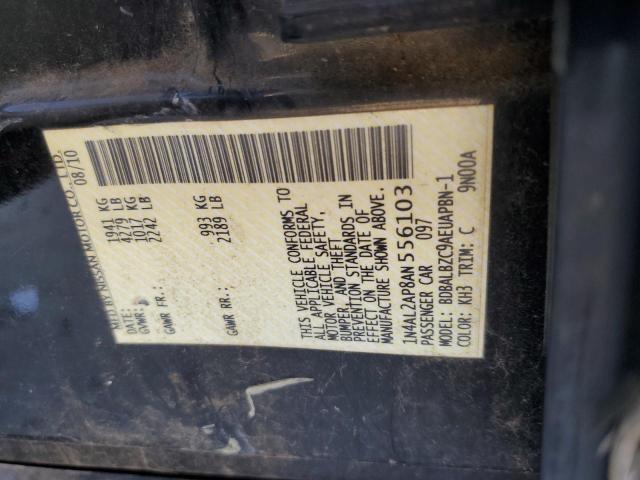 MFD BY NISSAN MOTOR CO., LTD.
DATE: 08/10
GVWR: 1941 KG
4279 LB
GAWR FR.: 1017 KG
2242 LB
GAWR RR.: 993 KG
2189 LB
THIS VEHICLE CONFORMS TO
ALL APPLICABLE FEDERAL
MOTOR VEHICLE SAFETY,
BUMPER, AND THEFT
PREVENTION STANDARDS IN
EFFECT ON THE DATE OF
MANUFACTURE SHOWN ABOVE.
1N4AL2AP8AN556103
PASSENGER CAR 097
MODEL: BDBALBZC9AEUAPBN-1
COLOR: KH3 TRIM: C 9N00A